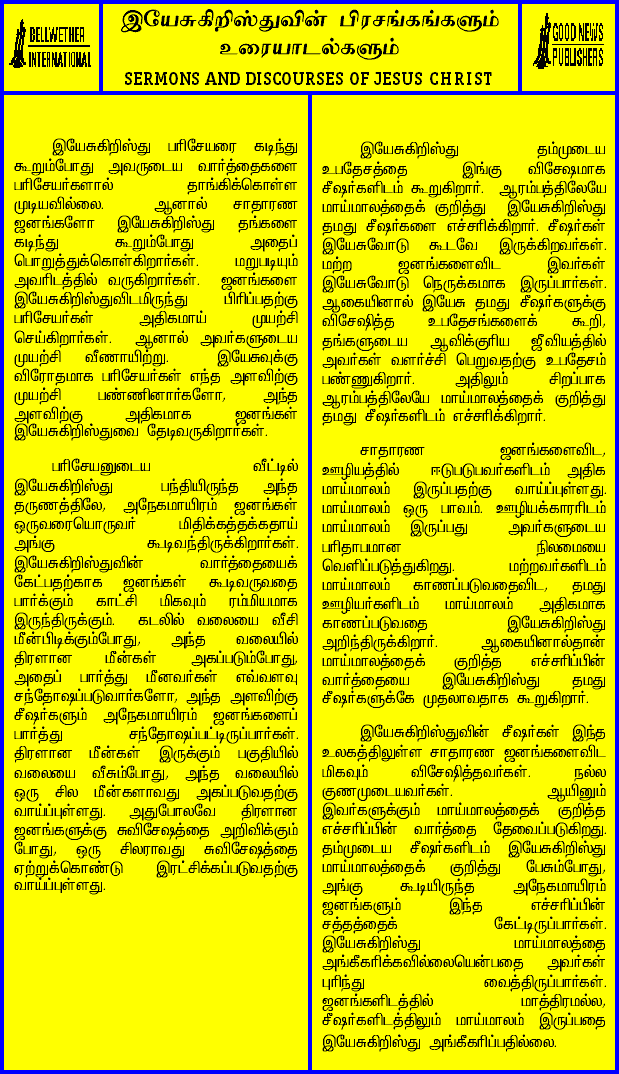 BELLWETHER
INTERNATIONAL
இயேசுகிறிஸ்துவின் பிரசங்கங்களும்
உரையாடல்களும்
SERMONS AND DISCOURSES OF JESUS CHRIST
GOOD NEWS
PUBLISHERS
இயேசுகிறிஸ்து பரிசேயரை கடிந்து
கூறும்போது அவருடைய வார்த்தைகளை
பரிசேயர்களால் தாங்கிக்கொள்ள
முடியவில்லை. ஆனால் சாதாரண
ஜனங்களோ இயேசுகிறிஸ்து தங்களை
கடிந்து கூறும்போது அதைப்
பொறுத்துக்கொள்கிறார்கள். மறுபடியும்
அவரிடத்தில் வருகிறார்கள். ஜனங்களை
இயேசுகிறிஸ்துவிடமிருந்து பிரிப்பதற்கு
பரிசேயர்கள் அதிகமாய் முயற்சி
செய்கிறார்கள். ஆனால் அவர்களுடைய
முயற்சி வீணாயிற்று. இயேசுவுக்கு
விரோதமாக பரிசேயர்கள் எந்த அளவிற்கு
முயற்சி பண்ணினார்களோ, அந்த
அளவிற்கு அதிகமாக ஜனங்கள்
இயேசுகிறிஸ்துவை தேடிவருகிறார்கள்.
பரிசேயனுடைய வீட்டில்
இயேசுகிறிஸ்து பந்தியிருந்த அந்த
தருணத்திலே, அநேகமாயிரம் ஜனங்கள்
ஒருவரையொருவர் மிதிக்கத்தக்கதாய்
அங்கு கூடிவந்திருக்கிறார்கள்.
இயேசுகிறிஸ்துவின் வார்த்தையைக்
கேட்பதற்காக ஜனங்கள் கூடிவருவதை
பார்க்கும் காட்சி மிகவும் ரம்மியமாக
இருந்திருக்கும். கடலில் வலையை வீசி
மீன்பிடிக்கும்போது, அந்த வலையில்
திரளான மீன்கள் அகப்படும்போது,
அதைப் பார்த்து மீனவர்கள் எவ்வளவு
சந்தோஷப்படுவார்களோ, அந்த அளவிற்கு
சீஷர்களும் அநேகமாயிரம் ஜனங்களைப்
பார்த்து சந்தோஷப்பட்டிருப்பார்கள்.
திரளான மீன்கள் இருக்கும் பகுதியில்
வலையை வீசும்போது, அந்த வலையில்
ஒரு சில மீன்களாவது அகப்படுவதற்கு
வாய்ப்புள்ளது. அதுபோலவே திரளான
ஜனங்களுக்கு சுவிசேஷத்தை அறிவிக்கும்
போது, ஒரு சிலராவது சுவிசேஷத்தை
ஏற்றுக்கொண்டு இரட்சிக்கப்படுவதற்கு
வாய்ப்புள்ளது.
இயேசுகிறிஸ்து தம்முடைய
உபதேசத்தை இங்கு விசேஷமாக
சீஷர்களிடம் கூறுகிறார். ஆரம்பத்திலேயே
மாய்மாலத்தைக் குறித்து இயேசுகிறிஸ்து
தமது சீஷர்களை எச்சரிக்கிறார். சீஷர்கள்
இயேசுவோடு கூடவே இருக்கிறவர்கள்.
மற்ற ஜனங்களைவிட இவர்கள்
இயேசுவோடு நெருக்கமாக இருப்பார்கள்.
ஆகையினால் இயேசு தமது சீஷர்களுக்கு
விசேஷித்த உபதேசங்களைக் கூறி,
தங்களுடைய ஆவிக்குரிய ஜீவியத்தில்
அவர்கள் வளர்ச்சி பெறுவதற்கு உபதேசம்
பண்ணுகிறார். அதிலும் சிறப்பாக
ஆரம்பத்திலேயே மாய்மாலத்தைக் குறித்து
தமது சீஷர்களிடம் எச்சரிக்கிறார்.
சாதாரண ஜனங்களைவிட,
ஊழியத்தில் ஈடுபடுபவர்களிடம் அதிக
மாய்மாலம் இருப்பதற்கு வாய்ப்புள்ளது.
மாய்மாலம் ஒரு பாவம். ஊழியக்காரரிடம்
மாய்மாலம் இருப்பது அவர்களுடைய
பரிதாபமான நிலமையை
வெளிப்படுத்துகிறது. மற்றவர்களிடம்
மாய்மாலம் காணப்படுவதைவிட, தமது
ஊழியர்களிடம் மாய்மாலம் அதிகமாக
காணப்படுவதை இயேசுகிறிஸ்து
அறிந்திருக்கிறார். ஆகையினால்தான்
மாய்மாலத்தைக் குறித்த எச்சரிப்பின்
வார்த்தையை இயேசுகிறிஸ்து தமது
சீஷர்களுக்கே முதலாவதாக கூறுகிறார்.
இயேசுகிறிஸ்துவின் சீஷர்கள் இந்த
உலகத்திலுள்ள சாதாரண ஜனங்களைவிட
மிகவும் விசேஷித்தவர்கள். நல்ல
குணமுடையவர்கள். ஆயினும்
இவர்களுக்கும் மாய்மாலத்தைக் குறித்த
எச்சரிப்பின் வார்த்தை தேவைப்படுகிறது.
தம்முடைய சீஷர்களிடம் இயேசுகிறிஸ்து
மாய்மாலத்தைக் குறித்து பேசும்போது,
அங்கு கூடியிருந்த அநேகமாயிரம்
ஜனங்களும் இந்த எச்சரிப்பின்
சத்தத்தைக் கேட்டிருப்பார்கள்.
இயேசுகிறிஸ்து மாய்மாலத்தை
அங்கீகரிக்கவில்லையென்பதை அவர்கள்
புரிந்து வைத்திருப்பார்கள்.
ஜனங்களிடத்தில் மாத்திரமல்ல,
சீஷர்களிடத்திலும் மாய்மாலம் இருப்பதை
இயேசுகிறிஸ்து அங்கீகரிப்பதில்லை.